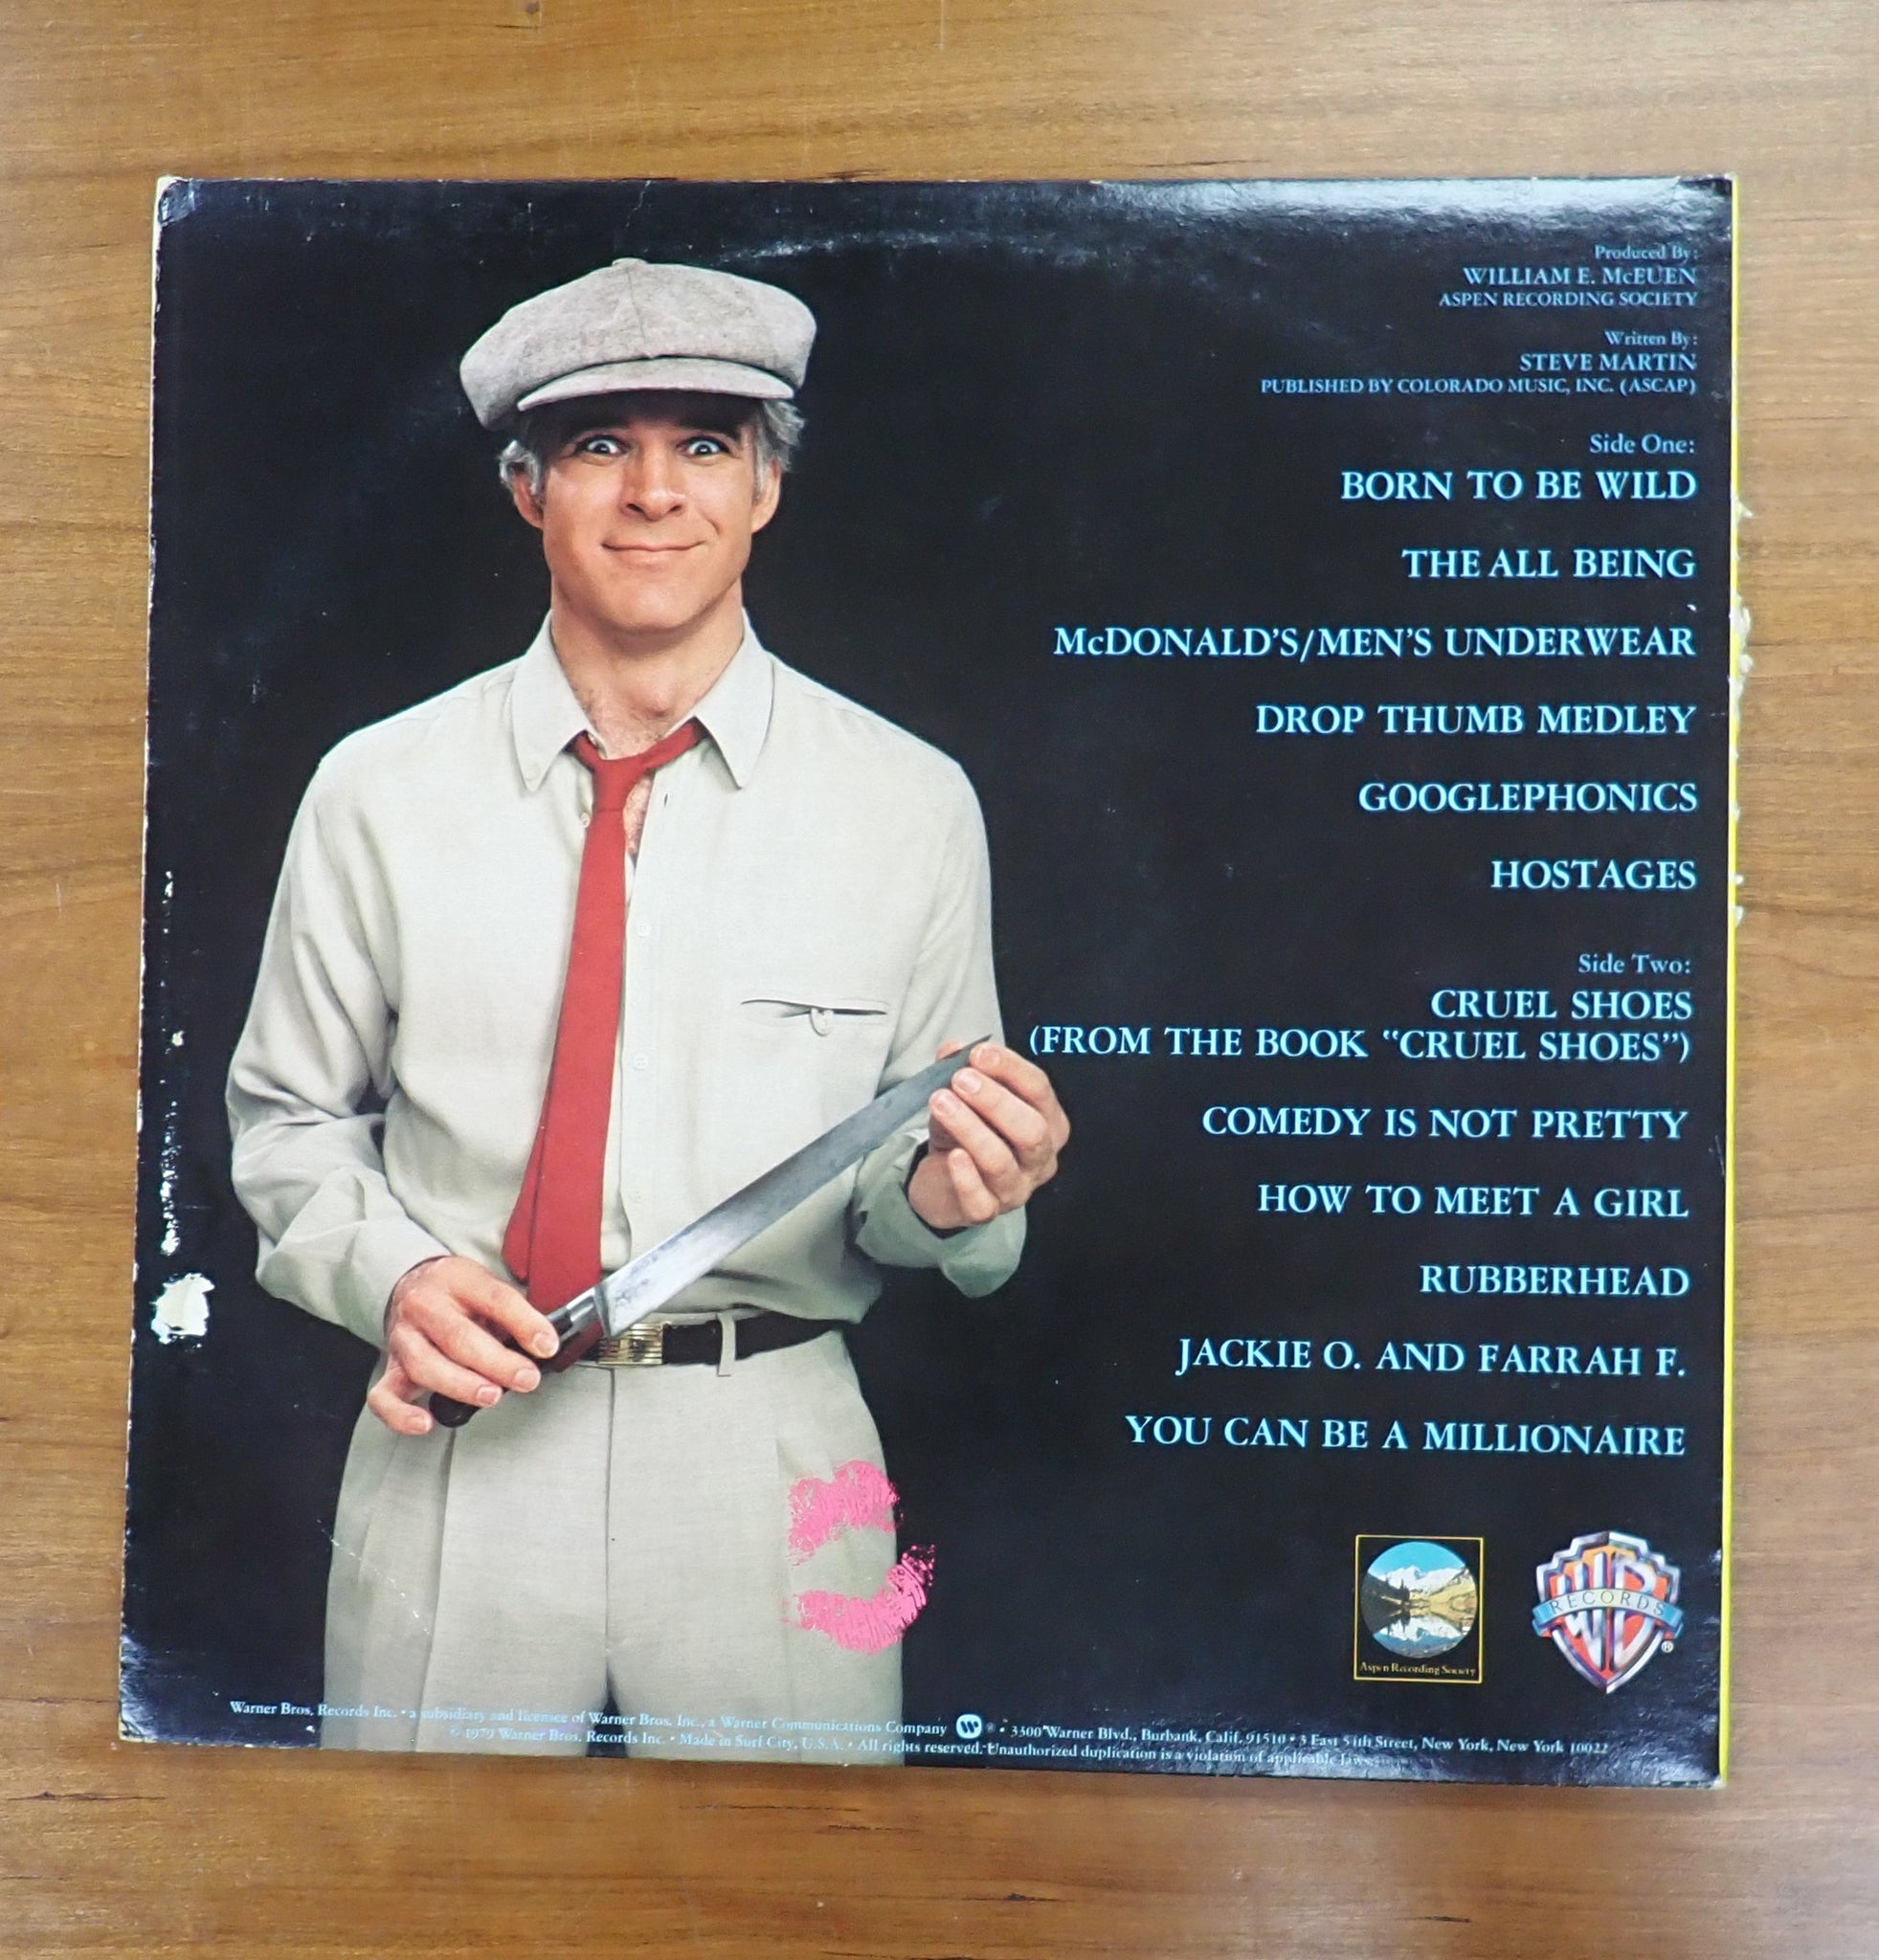 Produced By:
WILLIAM E. McEUEN
ASPEN RECORDING SOCIETY
Written By:
STEVE MARTIN
PUBLISHED BY COLORADO MUSIC, INC. (ASCAP)
Side One:
BORN TO BE WILD
THE ALL BEING
McDONALD'S/MEN'S UNDERWEAR
DROP THUMB MEDLEY
GOOGLEPHONICS
HOSTAGES
Side Two:
CRUEL SHOES
(FROM THE BOOK "CRUEL SHOES")
COMEDY IS NOT PRETTY
HOW TO MEET A GIRL
RUBBERHEAD
JACKIE O. AND FARRAH F.
YOU CAN BE A MILLIONAIRE
Aspen Recording Society
WB
RECORDS
®
Warner Bros. Records Inc. • a subsidiary and licensee of Warner Bros. Inc., a Warner Communications Company ® • 3300 Warner Blvd., Burbank, Calif. 91510 • 3 East 54th Street, New York, New York 10022
© 1979 Warner Bros. Records Inc. • Made in Surf City, U.S.A. • All rights reserved. Unauthorized duplication is a violation of applicable laws.